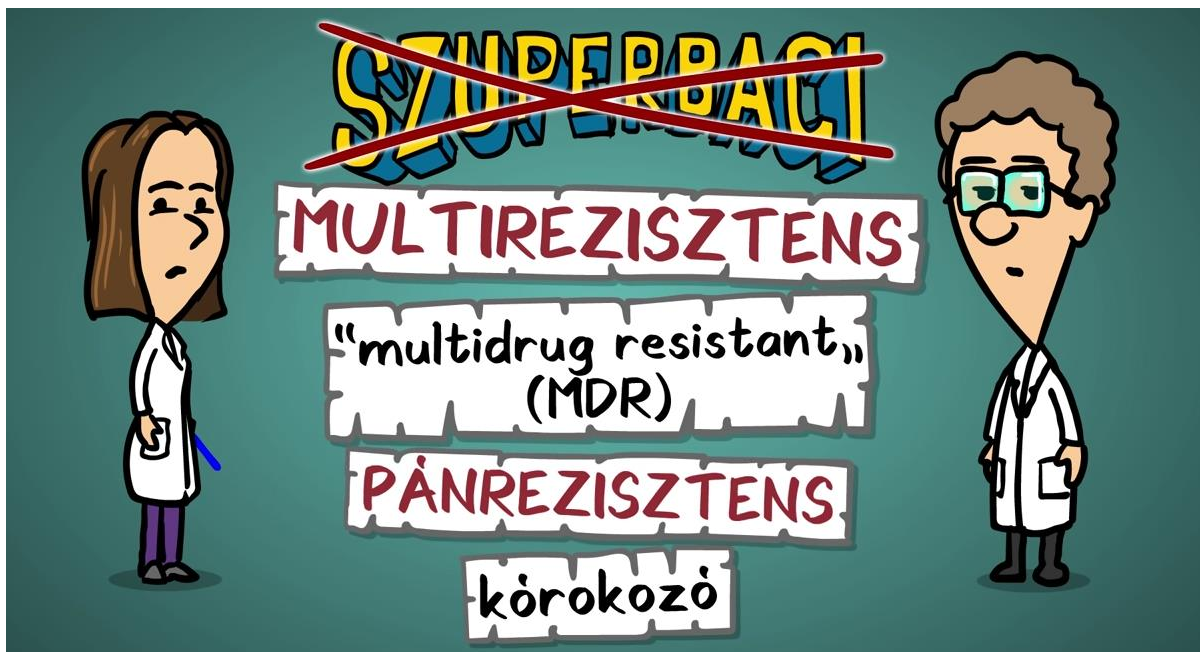 SZUPERBACI
MULTIREZISZTENS
“multidrug resistant„
(MDR)
PÁNREZISZTENS
kórokozó